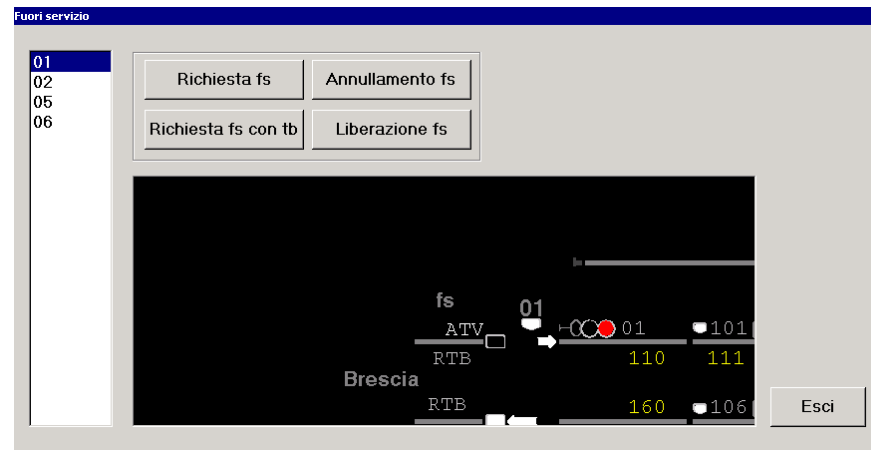 Fuori servizio
01
02
05
06
Richiesta fs
Annullamento fs
Richiesta fs con tb
Liberazione fs
fs
01
ATV
01
101
RTB
110
111
Brescia
RTB
160
106
Esci